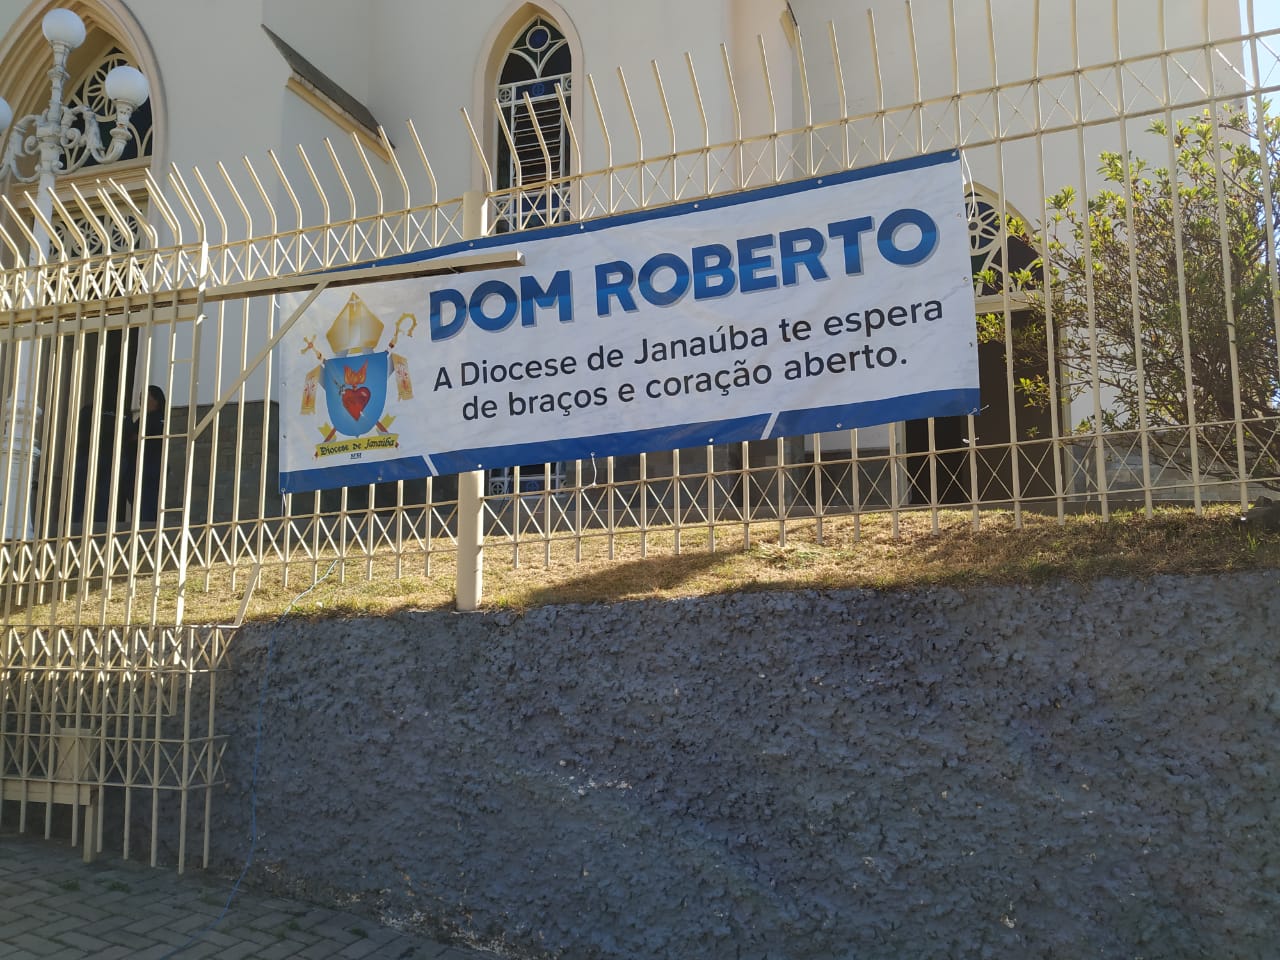 DOM ROBERTO
A Diocese de Janaúba te espera
de braços e coração aberto.
Diocese de Janaúba